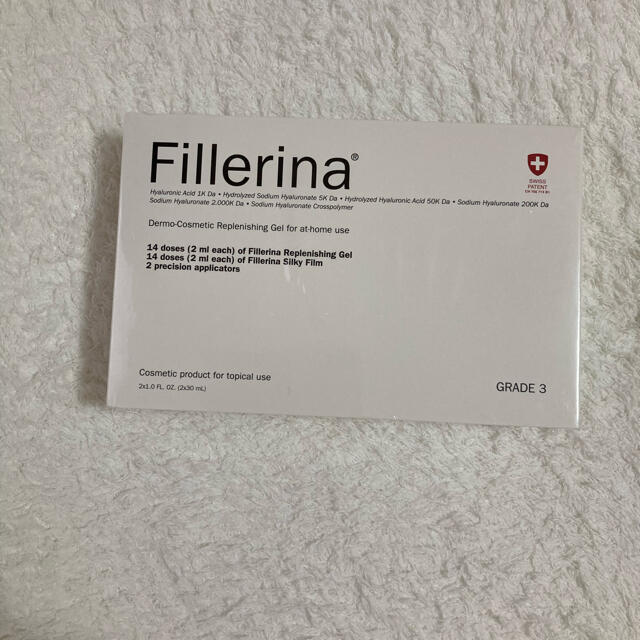 Fillerina®
SWISS
PATENT
Hyaluronic Acid 1K Da • Hydrolyzed Sodium Hyaluronate 5K Da • Hydrolyzed Hyaluronic Acid 50K Da • Sodium Hyaluronate 200K Da
Sodium Hyaluronate 2.000K Da • Sodium Hyaluronate Crosspolymer
Dermo-Cosmetic Replenishing Gel for at-home use
14 doses (2 ml each) of Fillerina Replenishing Gel
14 doses (2 ml each) of Fillerina Silky Film
2 precision applicators
Cosmetic product for topical use
2x1.0 FL. OZ. (2x30 mL)
GRADE 3